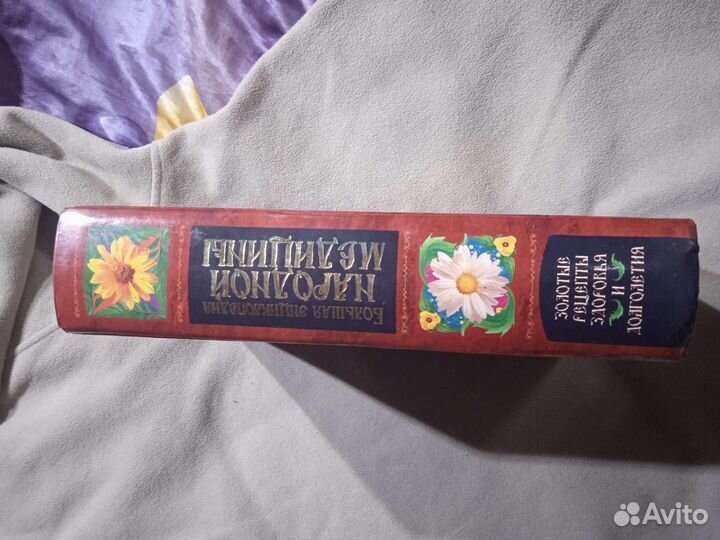 БОЛЬШАЯ ЭНЦИКЛОПЕДИЯ
НАРОДНОЙ
МЕДИЦИНЫ
ЗОЛОТЫЕ
РЕЦЕПТЫ
ЗДОРОВЬЯ
И
ДОЛГОЛЕТИЯ
Avito